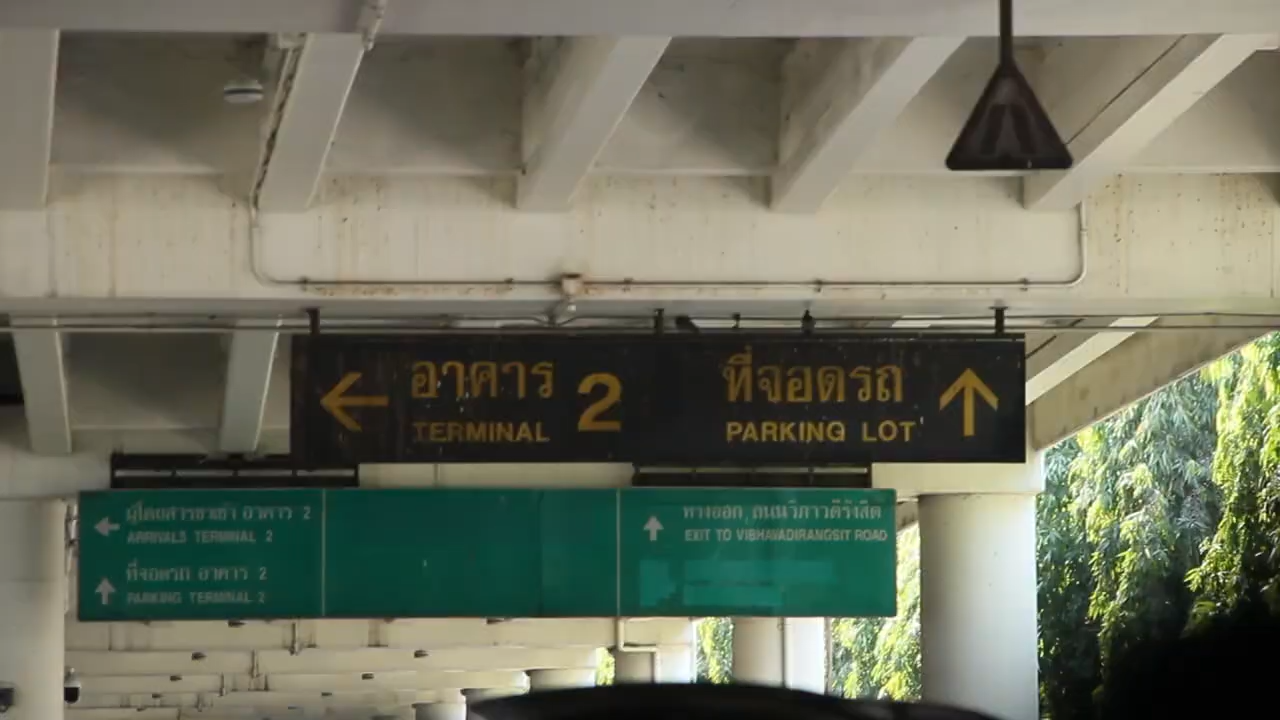 อาคาร 2
TERMINAL
ที่จอดรถ
PARKING LOT
ผู้โดยสารขาเข้า อาคาร 2
ARRIVALS TERMINAL 2
ที่จอดรถ อาคาร 2
PARKING TERMINAL 2
ทางออก ถนนวิภาวดีรังสิต
EXIT TO VIBHAVADIRANGSIT ROAD